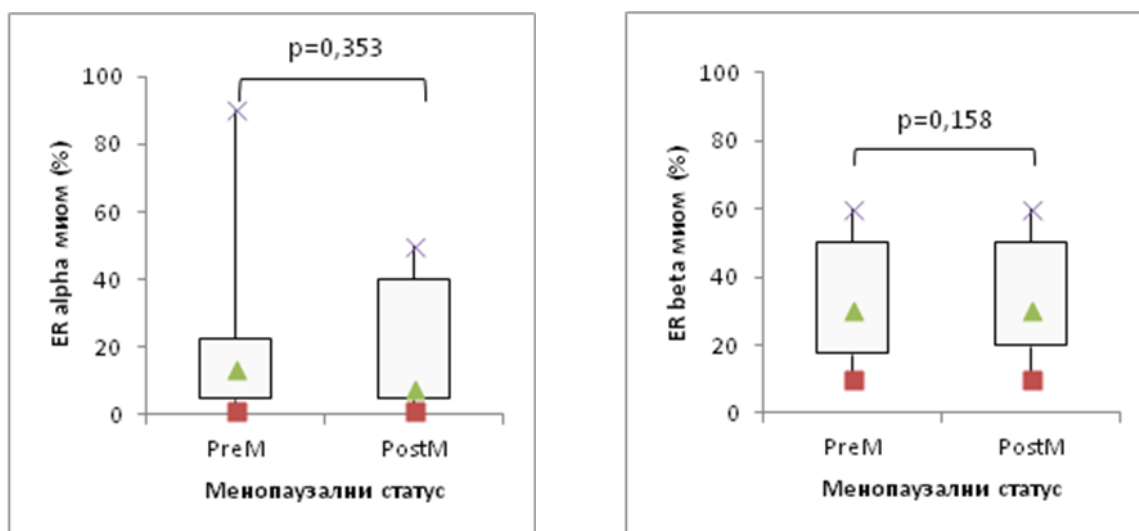 p=0,353
ER alpha миом (%)
100
80
60
40
20
0
PreM PostM
Менопаузални статус
p=0,158
ER beta миом (%)
100
80
60
40
20
0
PreM PostM
Менопаузални статус